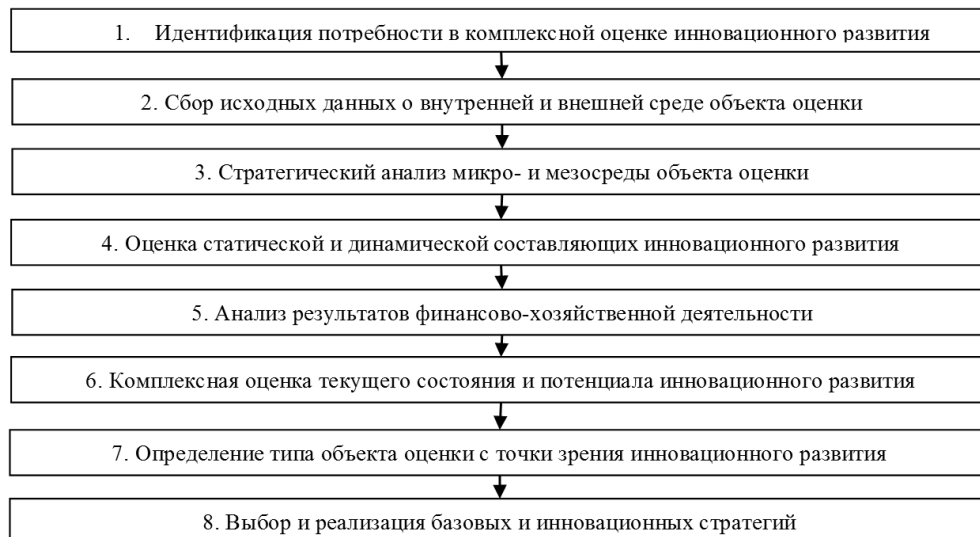 1. Идентификация потребности в комплексной оценке инновационного развития
2. Сбор исходных данных о внутренней и внешней среде объекта оценки
3. Стратегический анализ микро- и мезосреды объекта оценки
4. Оценка статической и динамической составляющих инновационного развития
5. Анализ результатов финансово-хозяйственной деятельности
6. Комплексная оценка текущего состояния и потенциала инновационного развития
7. Определение типа объекта оценки с точки зрения инновационного развития
8. Выбор и реализация базовых и инновационных стратегий